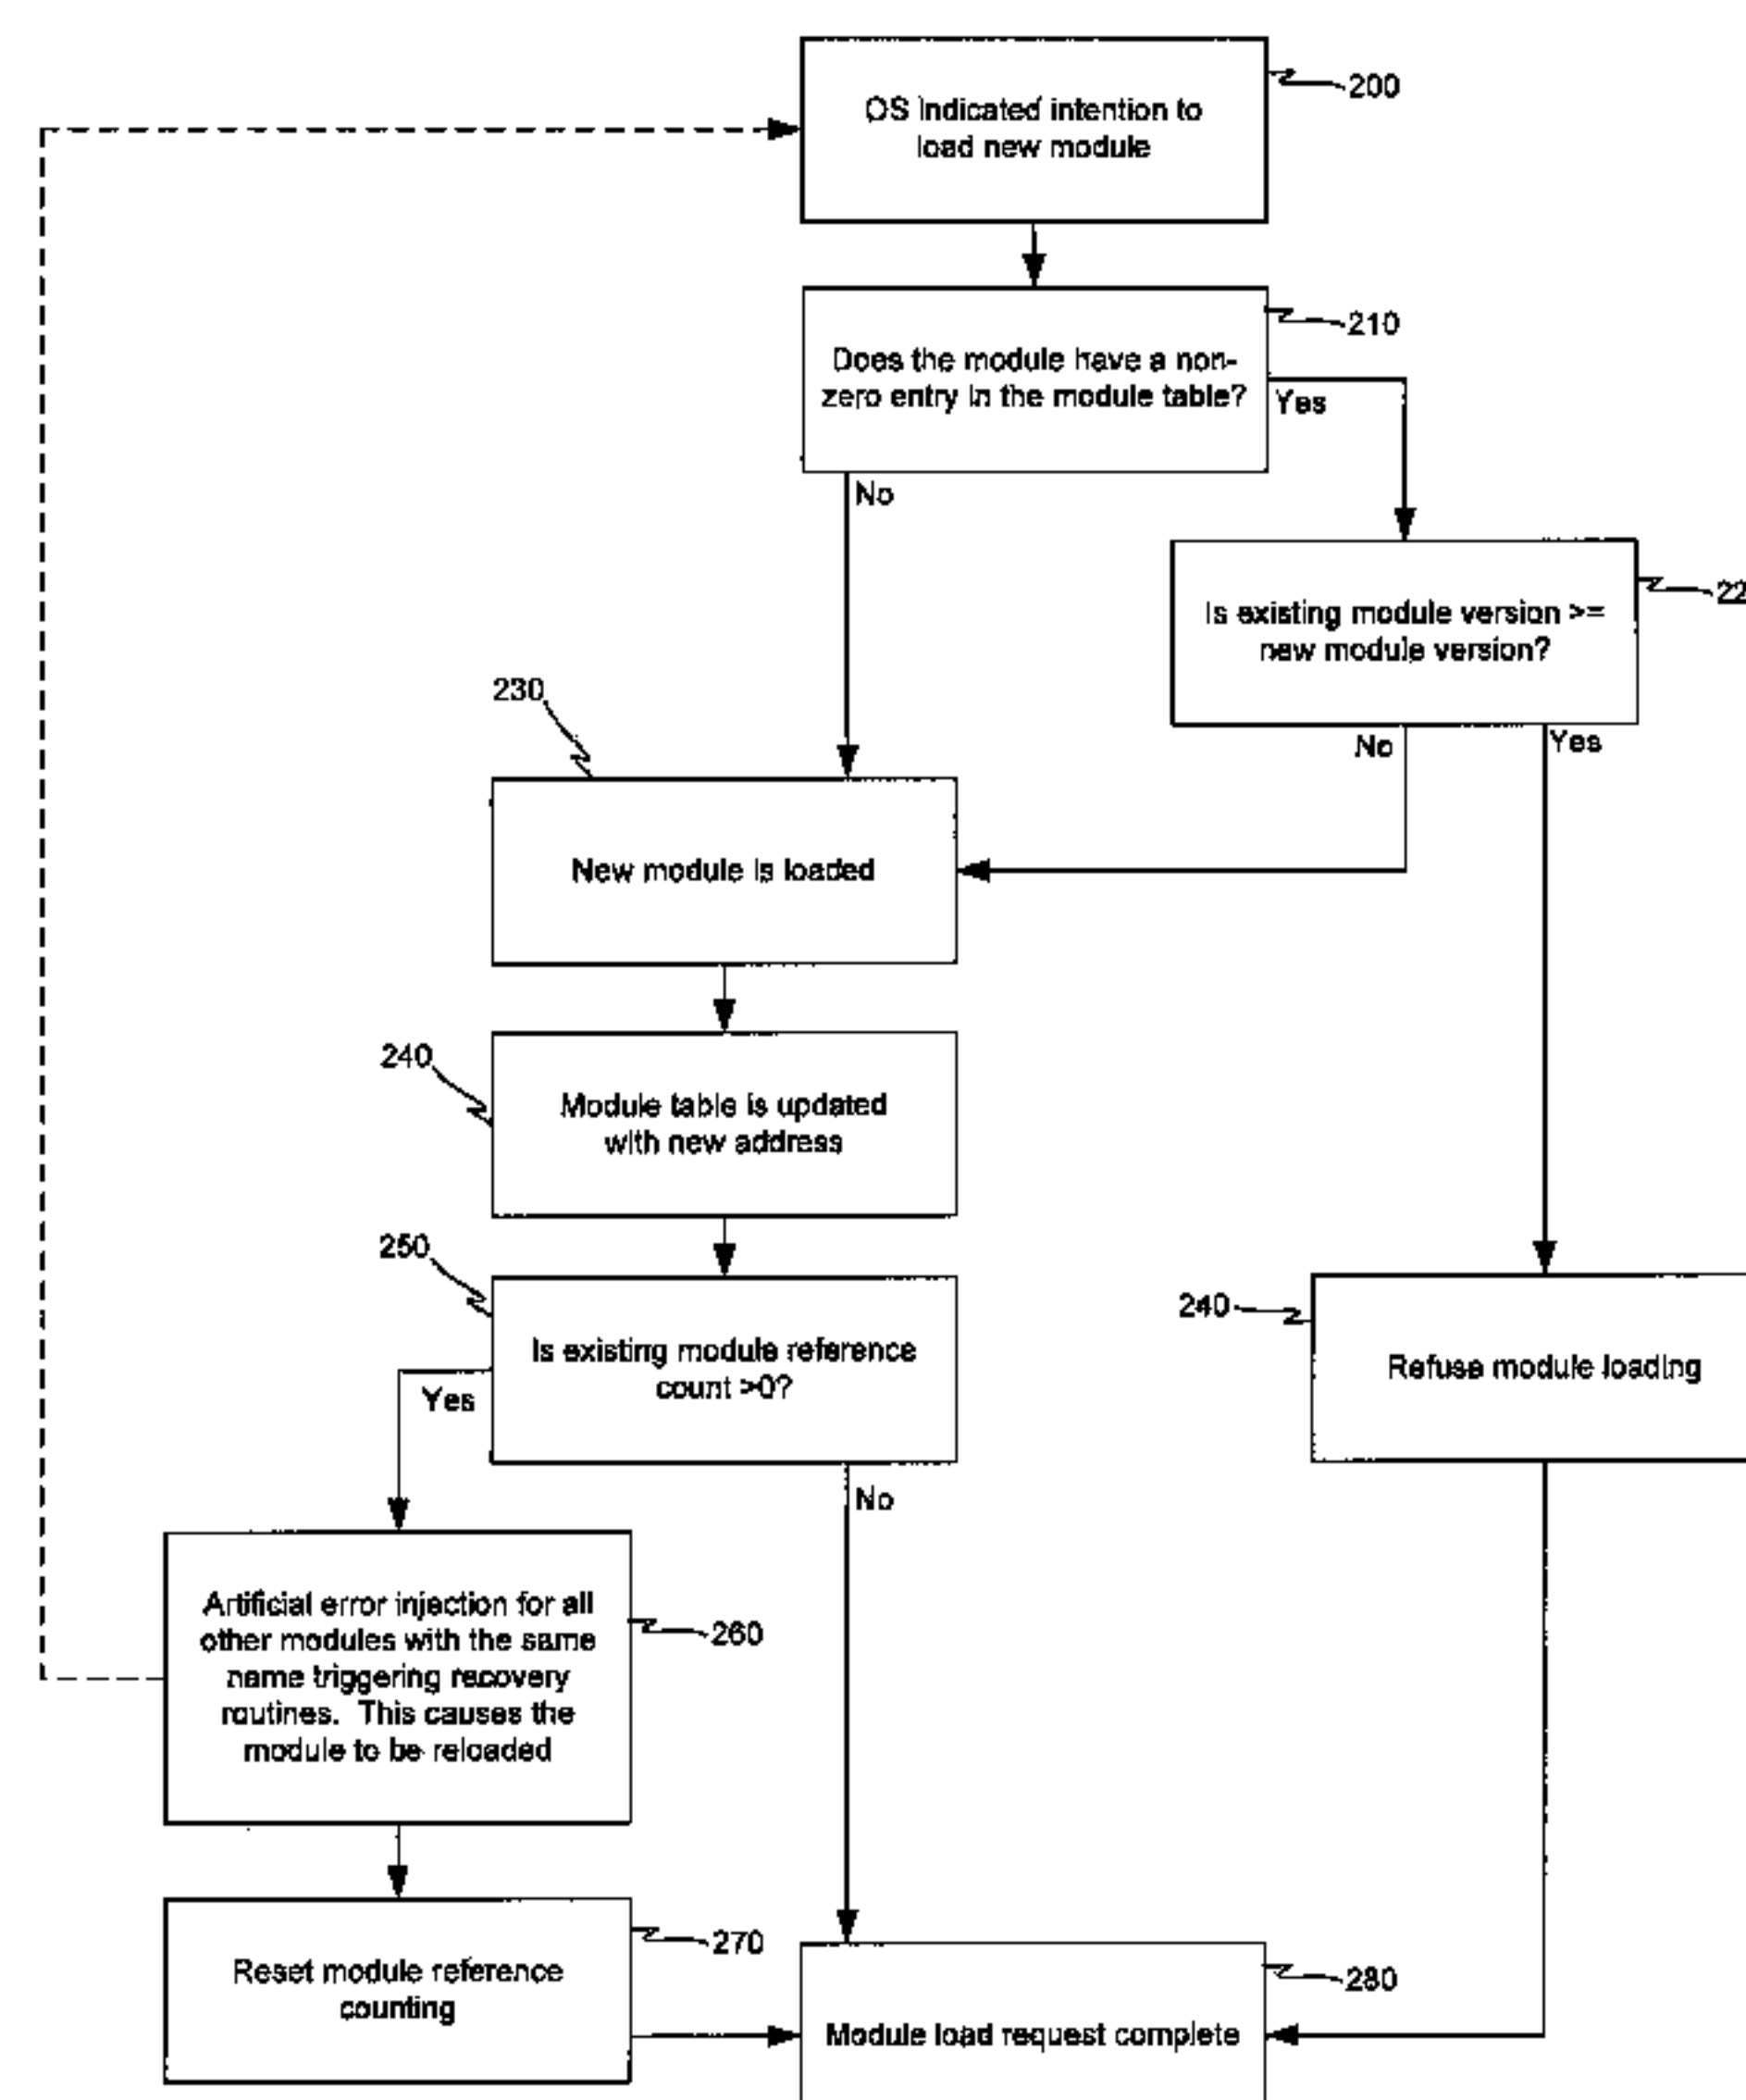 OS Indicated intention to
load new module
200
Does the module have a non-
zero entry in the module table?
210
Yes
No
Is existing module version >=
new module version?
22
No
Yes
230
New module is loaded
240
Module table is updated
with new address
250
Is existing module reference
count >0?
Yes
No
240
Refuse module loading
Artificial error injection for all
other modules with the same
name triggering recovery
routines. This causes the
module to be reloaded
260
Reset module reference
counting
270
Module load request complete
280